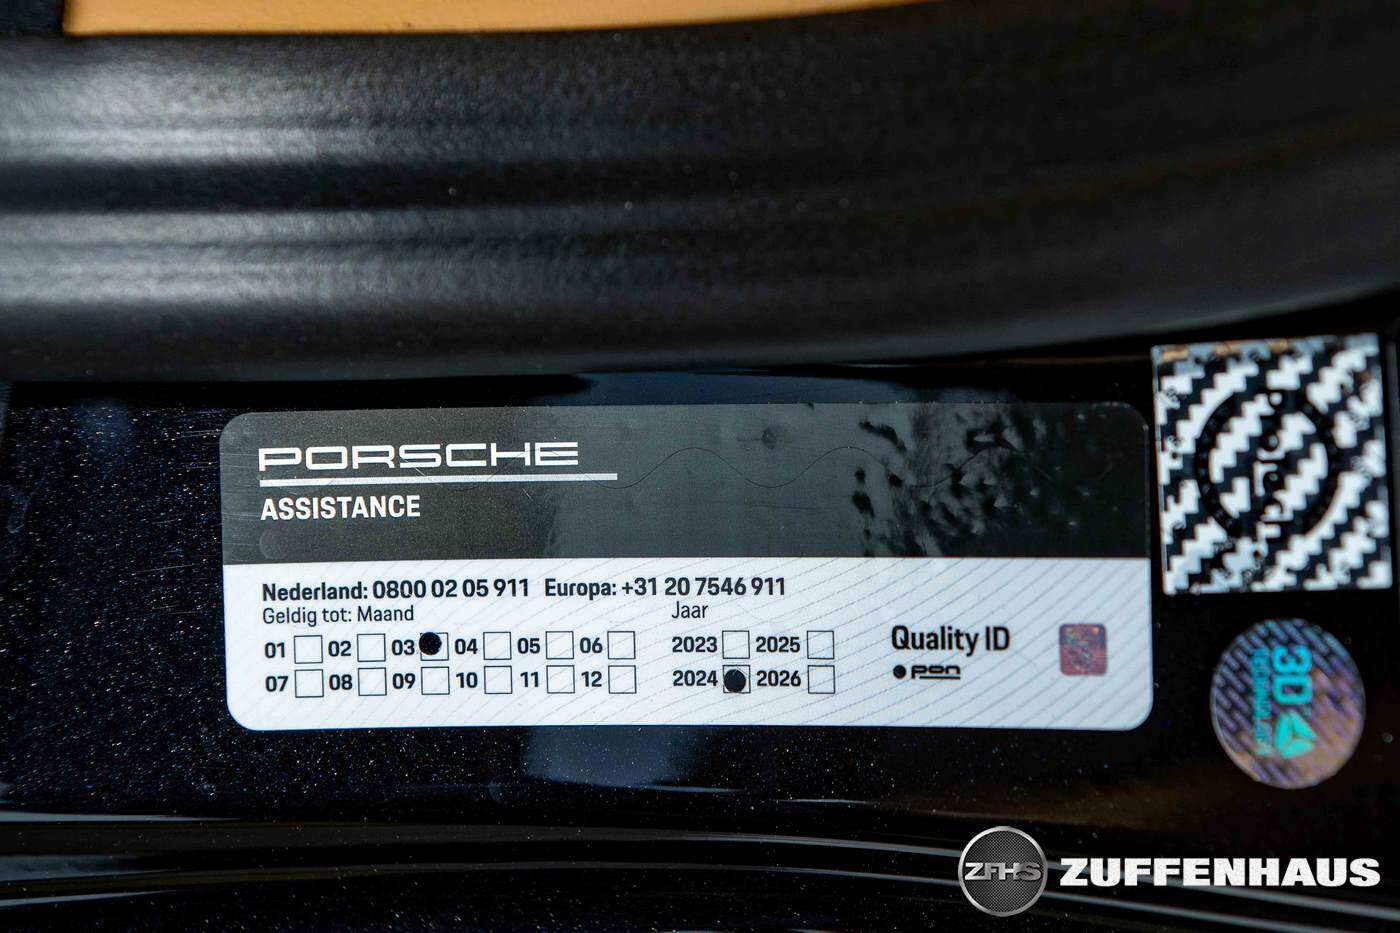 PORSCHE
ASSISTANCE
Nederland: 0800 02 05 911 Europa: +31 20 7546 911
Geldig tot: Maand Jaar
01 02 03 04 05 06 2023 2025
07 08 09 10 11 12 2024 2026
Quality ID
pon
3D
ZFHS ZUFFENHAUS